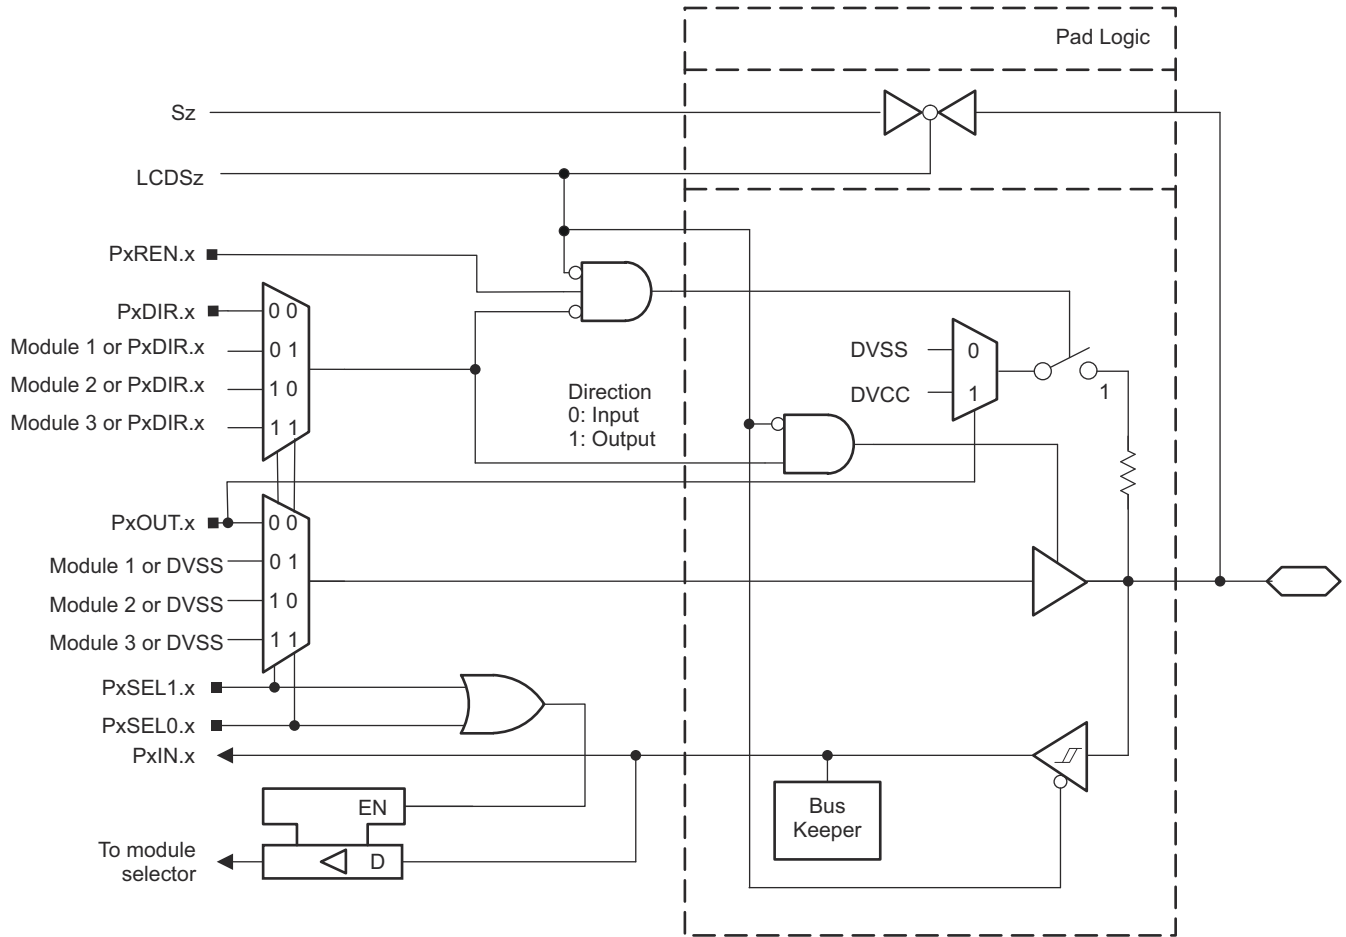 Pad Logic
Sz
LCDSz
PxREN.x
PxDIR.x
0 0
Module 1 or PxDIR.x
0 1
Module 2 or PxDIR.x
1 0
Module 3 or PxDIR.x
1 1
Direction
0: Input
1: Output
DVSS
0
DVCC
1
1
PxOUT.x
0 0
Module 1 or DVSS
0 1
Module 2 or DVSS
1 0
Module 3 or DVSS
1 1
PxSEL1.x
PxSEL0.x
PxIN.x
EN
D
To module
selector
Bus
Keeper